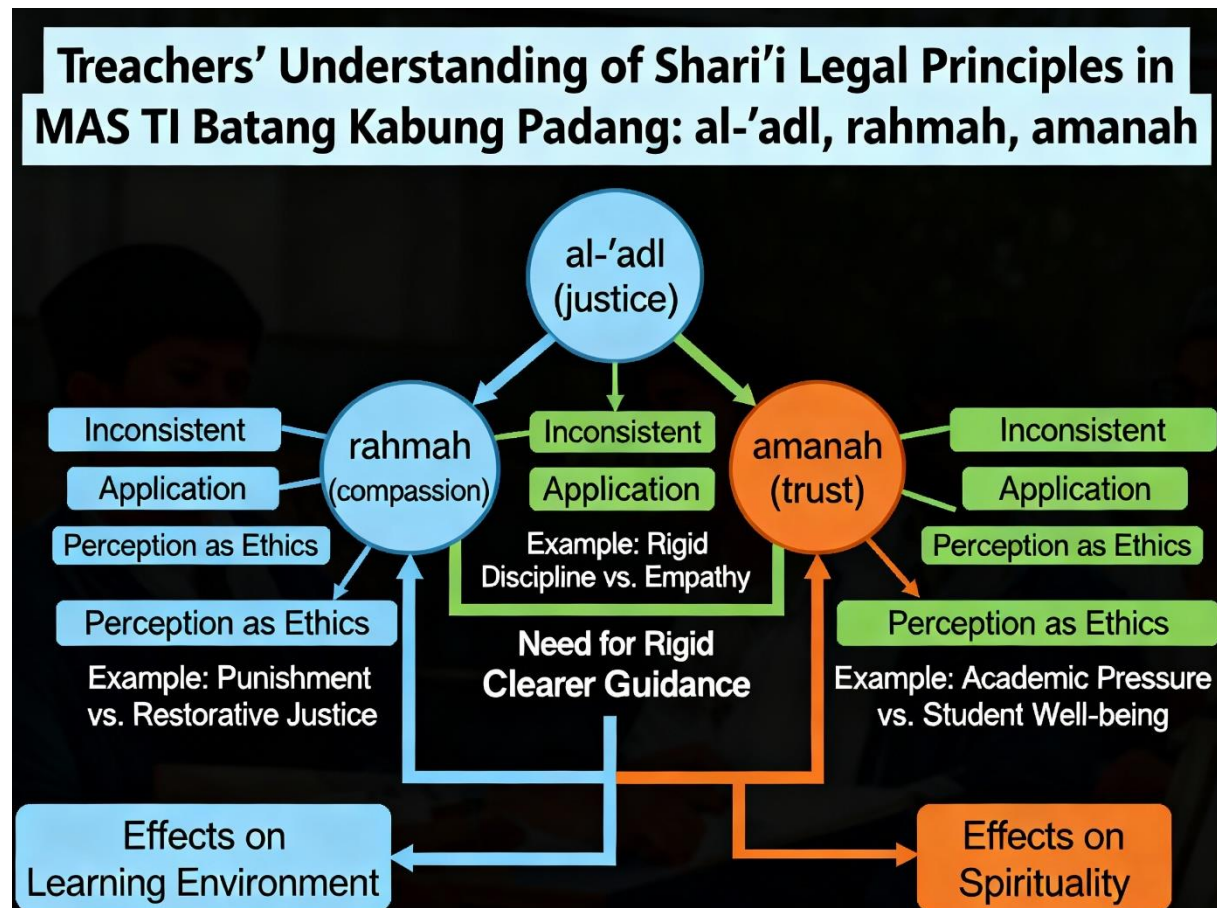 Treachers' Understanding of Shari'i Legal Principles in
MAS TI Batang Kabung Padang: al-'adl, rahmah, amanah
al-'adl
(justice)
rahmah
(compassion)
amanah
(trust)
Inconsistent
Application
Perception as Ethics
Perception as Ethics
Example: Punishment
vs. Restorative Justice
Inconsistent
Application
Example: Rigid
Discipline vs. Empathy
Need for Rigid
Clearer Guidance
Inconsistent
Application
Perception as Ethics
Perception as Ethics
Example: Academic Pressure
vs. Student Well-being
Effects on
Learning Environment
Effects on
Spirituality